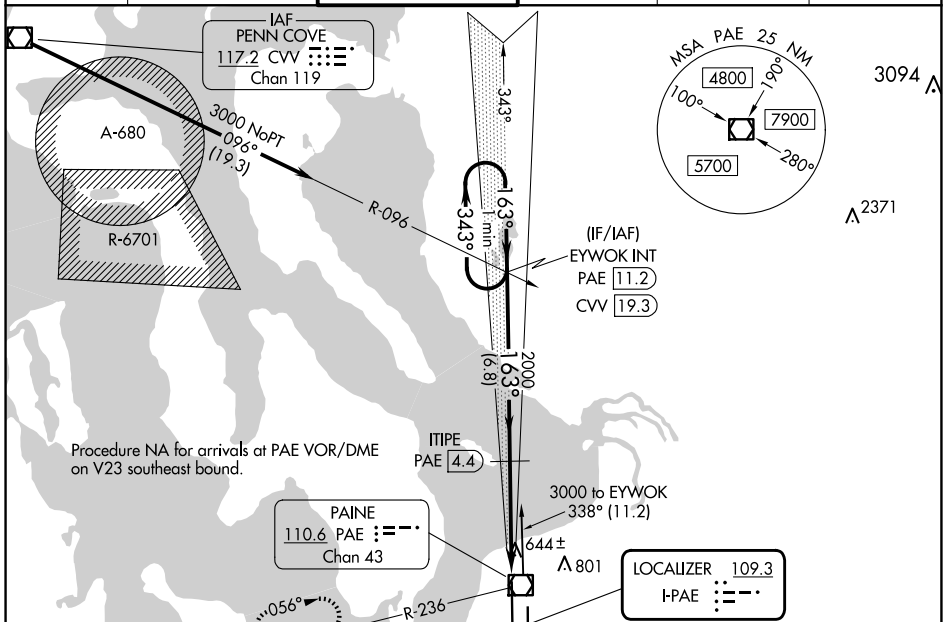 IAF
PENN COVE
117.2 CVV
Chan 119
MSA PAE 25 NM
4800
190°
100°
7900
280°
5700
3094
2371
A-680
R-6701
3000 NoPT
096°
(19.3)
R-096
343°
163°
343°
1 min
(IF/IAF)
EYWOK INT
PAE 11.2
CVV 19.3
2000
163°
(6.8)
Procedure NA for arrivals at PAE VOR/DME
on V23 southeast bound.
ITIPE
PAE 4.4
3000 to EYWOK
338° (11.2)
PAINE
110.6 PAE
Chan 43
644±
801
LOCALIZER 109.3
I-PAE
056°
R-236